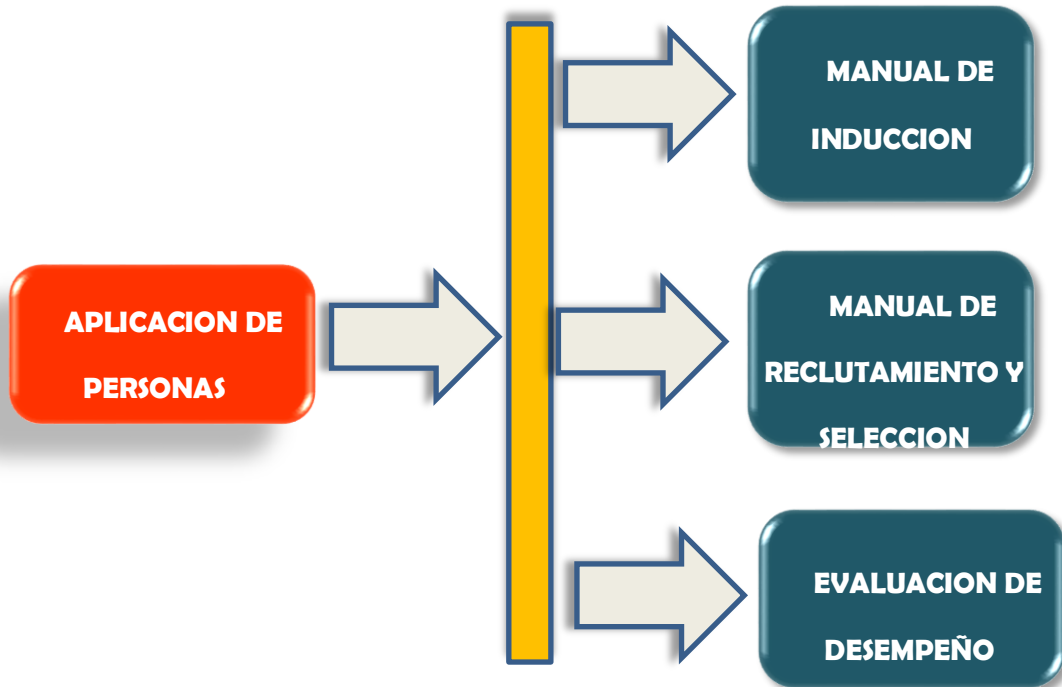 APLICACION DE
PERSONAS
MANUAL DE
INDUCCION
MANUAL DE
RECLUTAMIENTO Y
SELECCION
EVALUACION DE
DESEMPEÑO